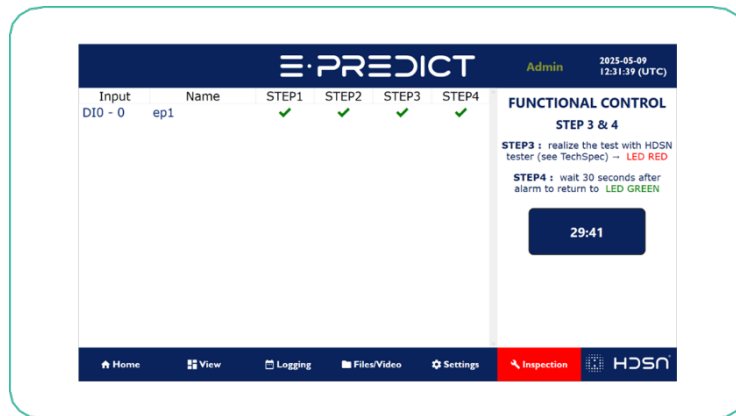 E·PREDICT
Admin
2025-05-09
12:31:39 (UTC)
Input Name STEP1 STEP2 STEP3 STEP4
DI0 - 0 ep1
FUNCTIONAL CONTROL
STEP 3 & 4
STEP3 : realize the test with HDSN
tester (see TechSpec) → LED RED
STEP4 : wait 30 seconds after
alarm to return to LED GREEN
29:41
Home View Logging Files/Video Settings Inspection HDSN